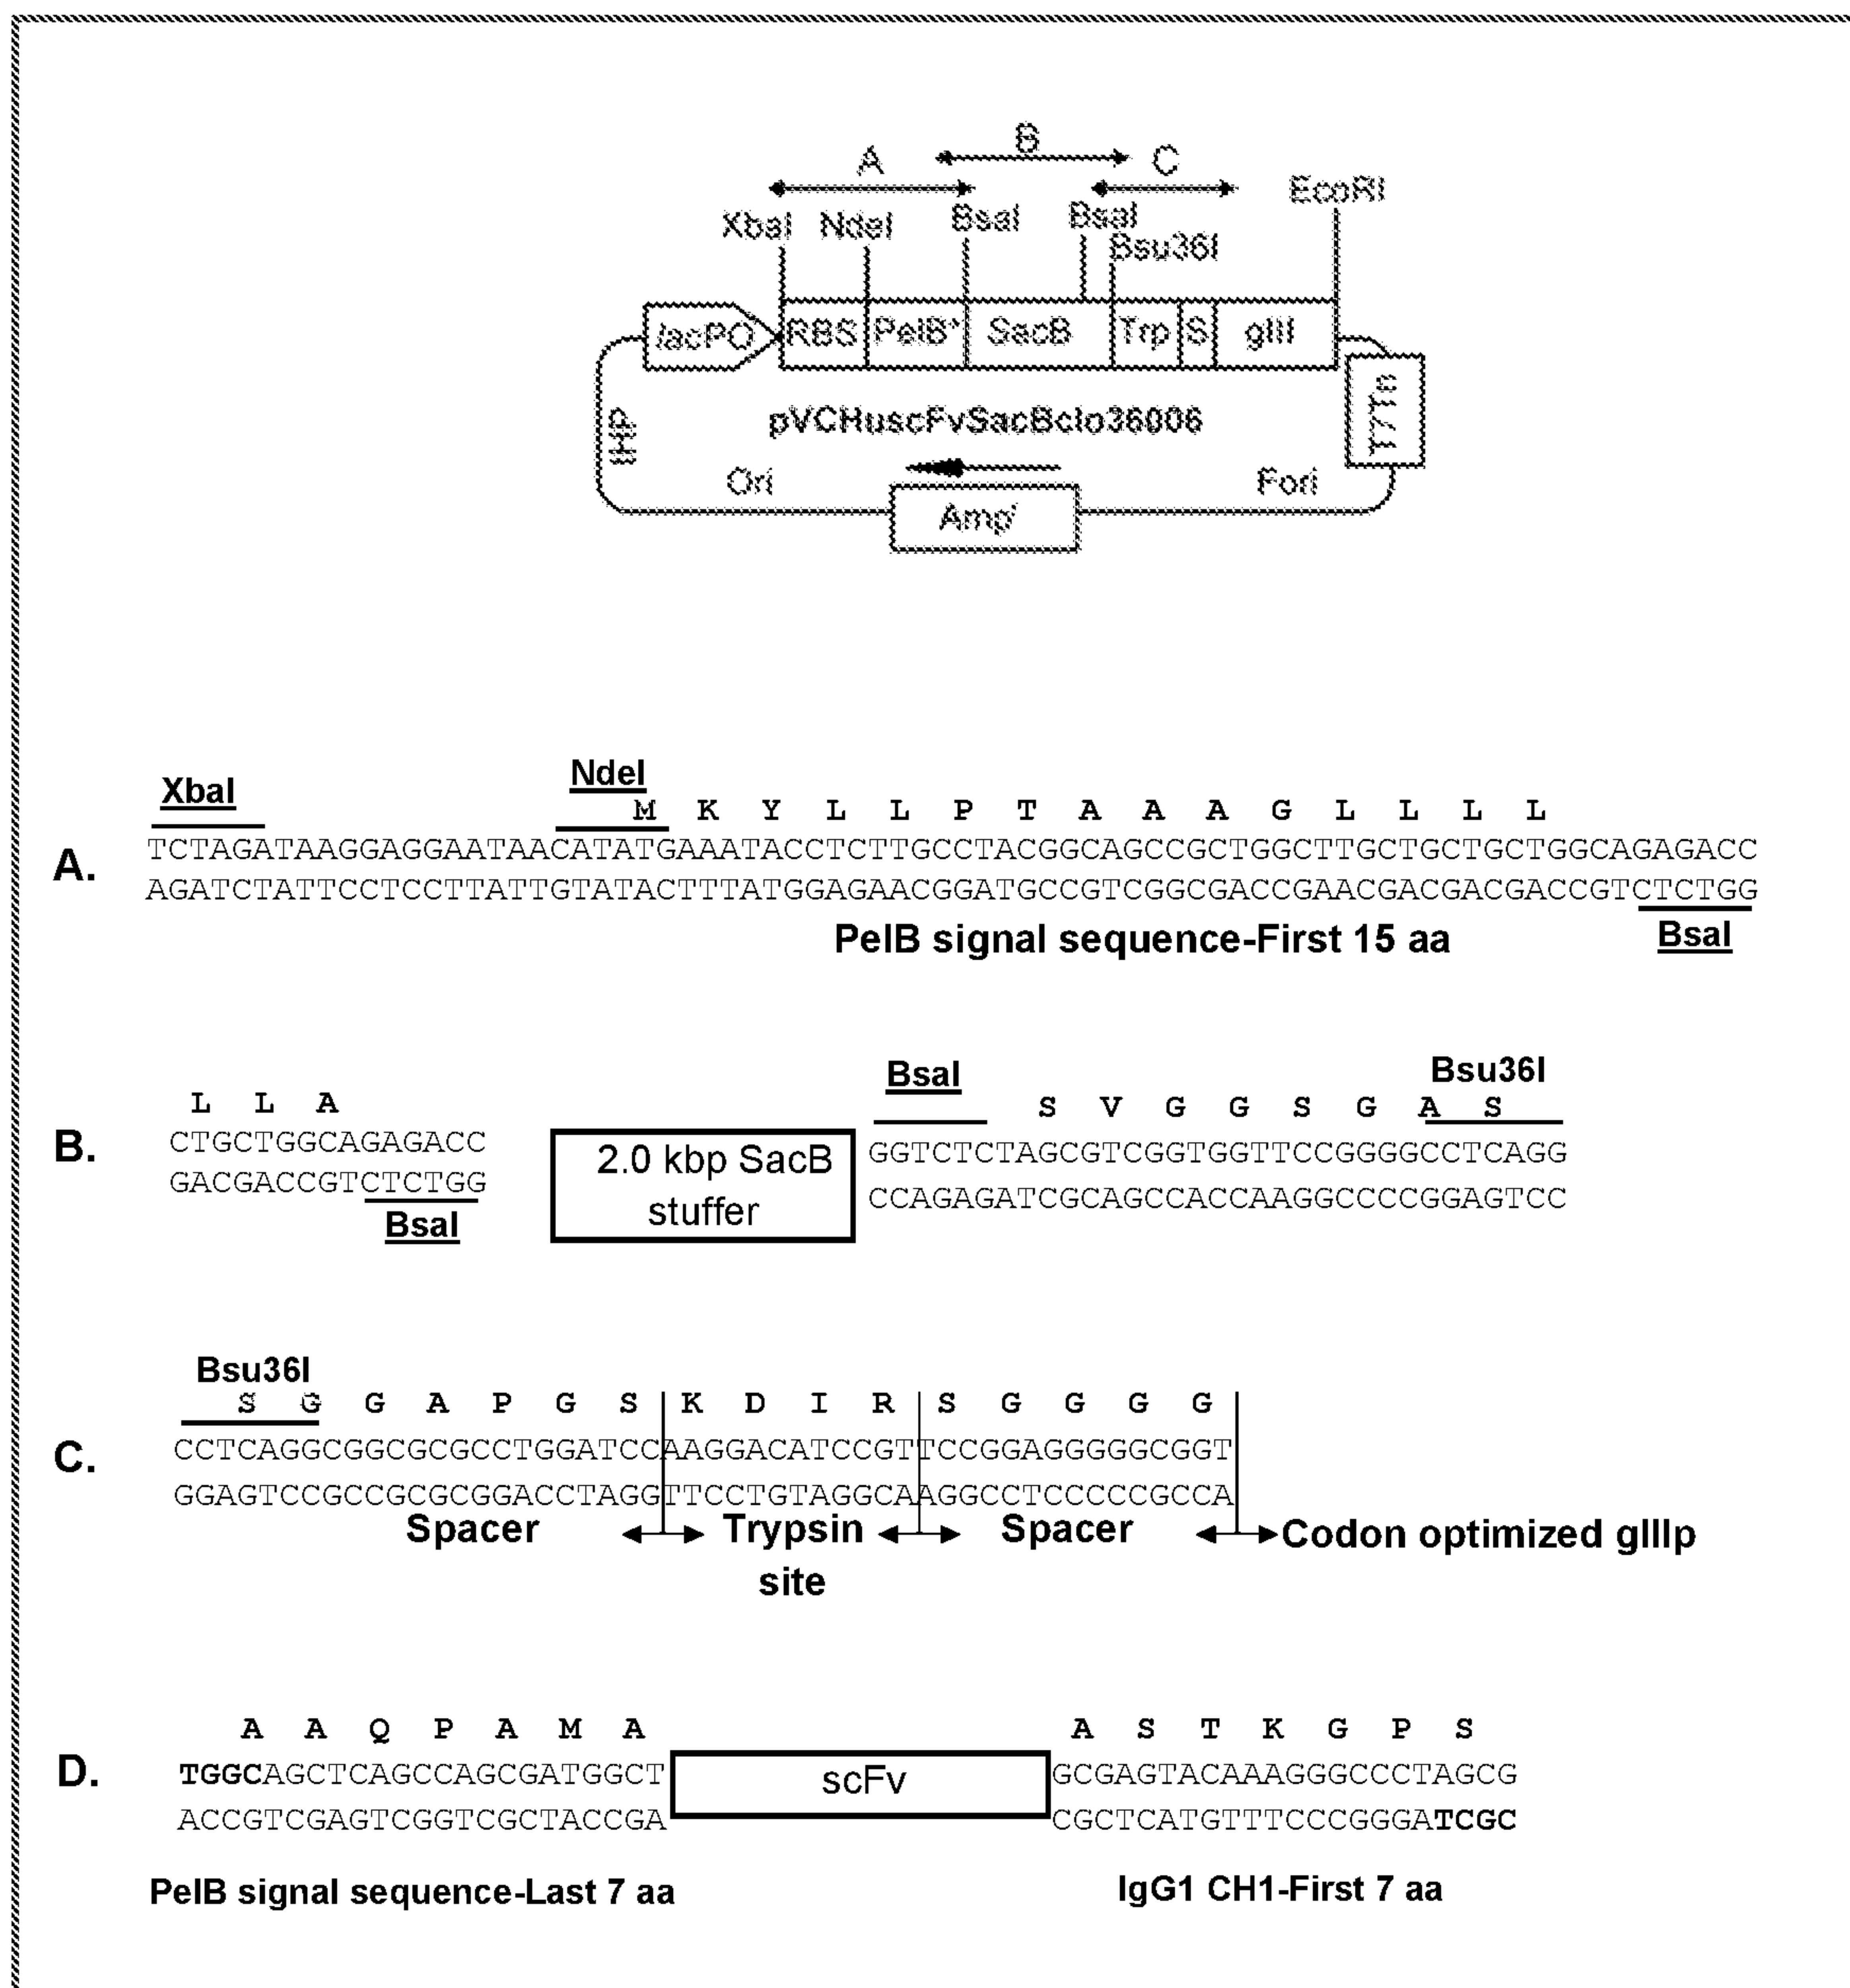 B
A
C
EcoRI
XbaI NdeI BsaI BsaI
Bsu36I
lacPO RBS PelB* SacB Trp S gIII
T7Te
tHP
pVCHuscFvSacBclo36006
Ori Fori
Amp^r
XbaI
NdeI
M K Y L L P T A A A G L L L L
A.
TCTAGATAAGGAGGAATAACATATGAAATACCTCTTGCCTACGGCAGCCGCTGGCTTGCTGCTGCTGGCAGAGACC
AGATCTATTCCTCCTTATTGTATACTTTATGGAGAACGGATGCCGTCGGCGACCGAACGACGACGACCGTCTCTGG
PelB signal sequence-First 15 aa
BsaI
BsaI
Bsu36I
L L A
S V G G S G A S
B.
CTGCTGGCAGAGACC
GACGACCGTCTCTGG
BsaI
2.0 kbp SacB
stuffer
GGTCTCTAGCGTCGGTGGTTCCGGGGCCTCAGG
CCAGAGATCGCAGCCACCAAGGCCCCGGAGTCC
Bsu36I
S G G A P G S K D I R S G G G G
C.
CCTCAGGCGGCGCGCCTGGATCCAAGGACATCCGTTCCGGAGGGGGCGGT
GGAGTCCGCCGCGCGGACCTAGGTTCCTGTAGGCAAGGCCTCCCCCGCCA
Spacer Trypsin Spacer Codon optimized gIIIp
site
A A Q P A M A
A S T K G P S
D.
TGGCAGCTCAGCCAGCGATGGCT
ACCGTCGAGTCGGTCGCTACCGA
scFv
GCGAGTACAAAGGGCCCTAGCG
CGCTCATGTTTCCCGGGATCGC
PelB signal sequence-Last 7 aa
IgG1 CH1-First 7 aa